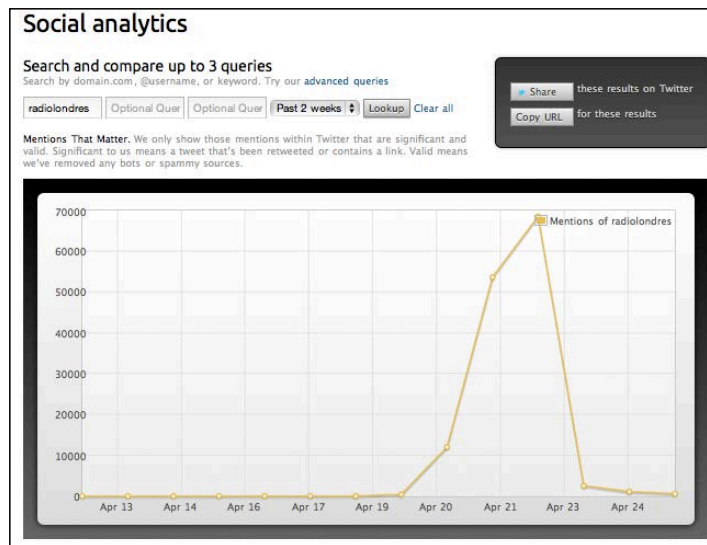 Social analytics
Search and compare up to 3 queries
Search by domain.com, @username, or keyword. Try our advanced queries
radiolondres Optional Quer Optional Quer Past 2 weeks Lookup Clear all
Mentions That Matter. We only show those mentions within Twitter that are significant and
valid. Significant to us means a tweet that's been retweeted or contains a link. Valid means
we've removed any bots or spammy sources.
Share these results on Twitter
Copy URL for these results
Mentions of radiolondres
70000
60000
50000
40000
30000
20000
10000
0
Apr 13 Apr 14 Apr 16 Apr 17 Apr 19 Apr 20 Apr 21 Apr 23 Apr 24